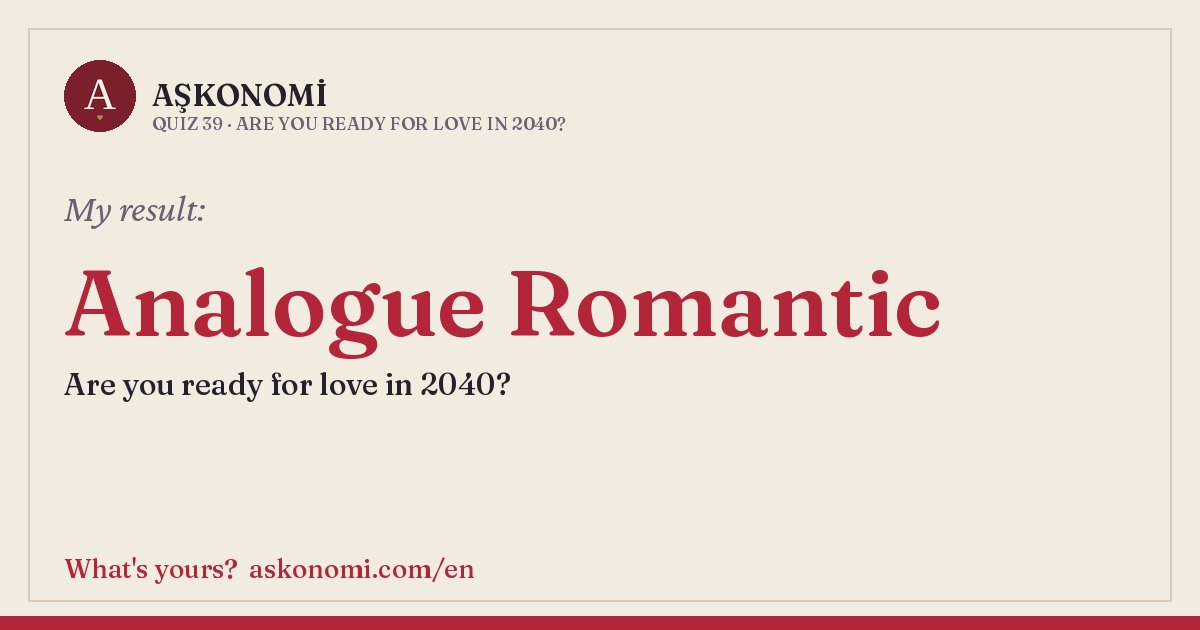 A
AŞKONOMİ
QUIZ 39 · ARE YOU READY FOR LOVE IN 2040?
My result:
Analogue Romantic
Are you ready for love in 2040?
What's yours? askonomi.com/en